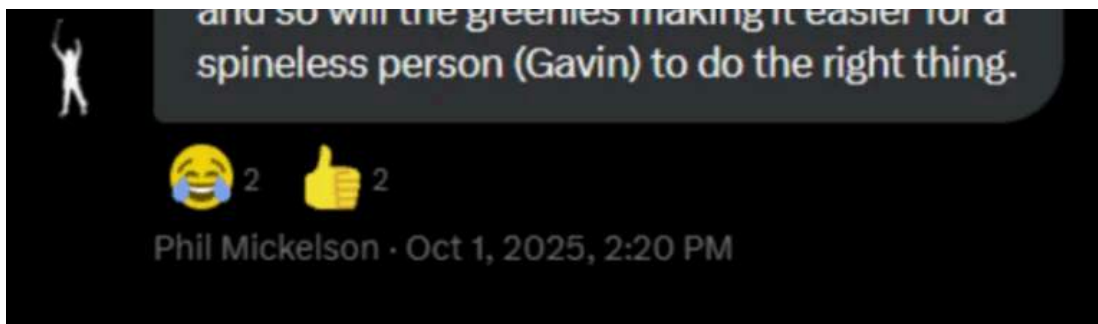 and so will the greenies making it easier for a
spineless person (Gavin) to do the right thing.
2 2
Phil Mickelson · Oct 1, 2025, 2:20 PM